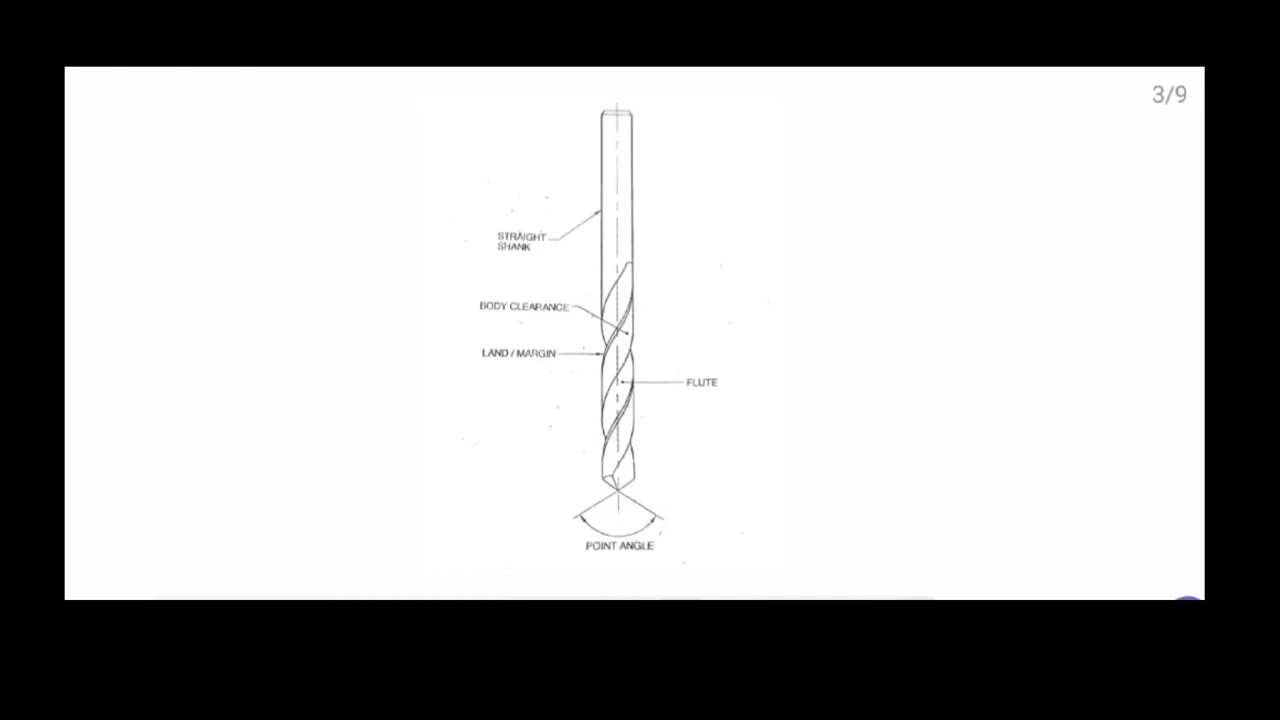 3/9
STRAIGHT
SHANK
BODY CLEARANCE
LAND / MARGIN
FLUTE
POINT ANGLE